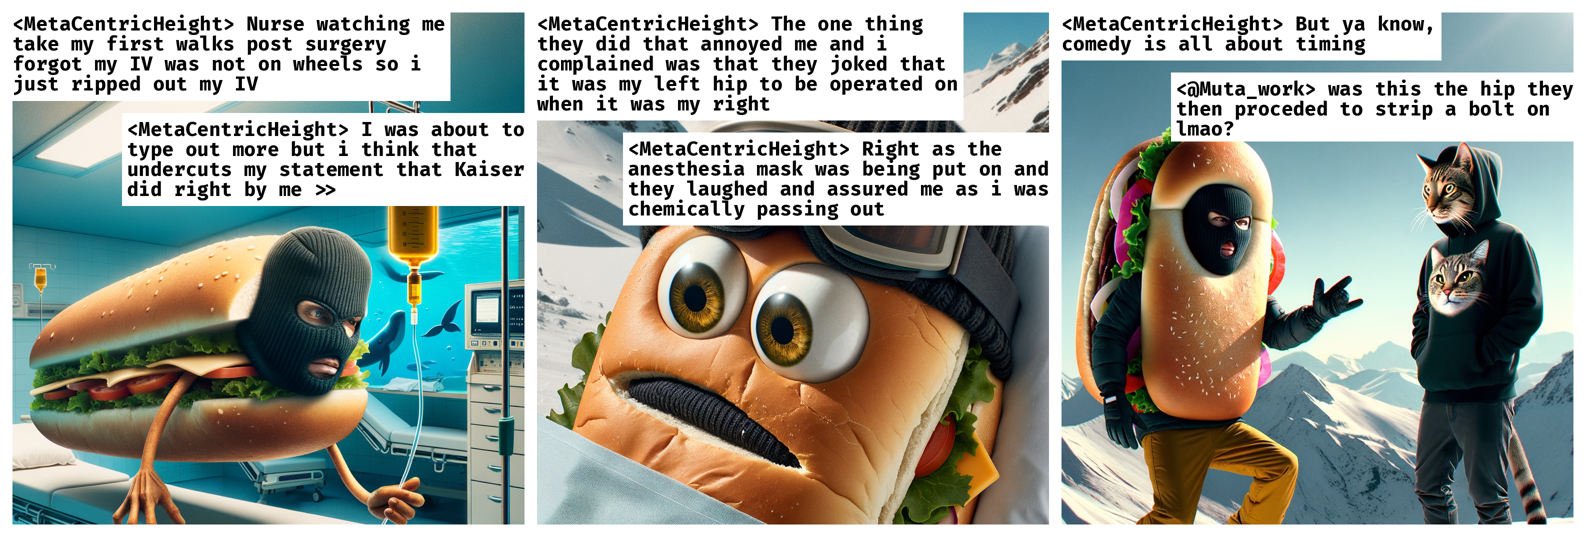 <MetaCentricHeight> Nurse watching me
take my first walks post surgery
forgot my IV was not on wheels so i
just ripped out my IV
<MetaCentricHeight> I was about to
type out more but i think that
undercuts my statement that Kaiser
did right by me >>
<MetaCentricHeight> The one thing
they did that annoyed me and i
complained was that they joked that
it was my left hip to be operated on
when it was my right
<MetaCentricHeight> Right as the
anesthesia mask was being put on and
they laughed and assured me as i was
chemically passing out
<MetaCentricHeight> But ya know,
comedy is all about timing
<@Muta_work> was this the hip they
then proceded to strip a bolt on
lmao?